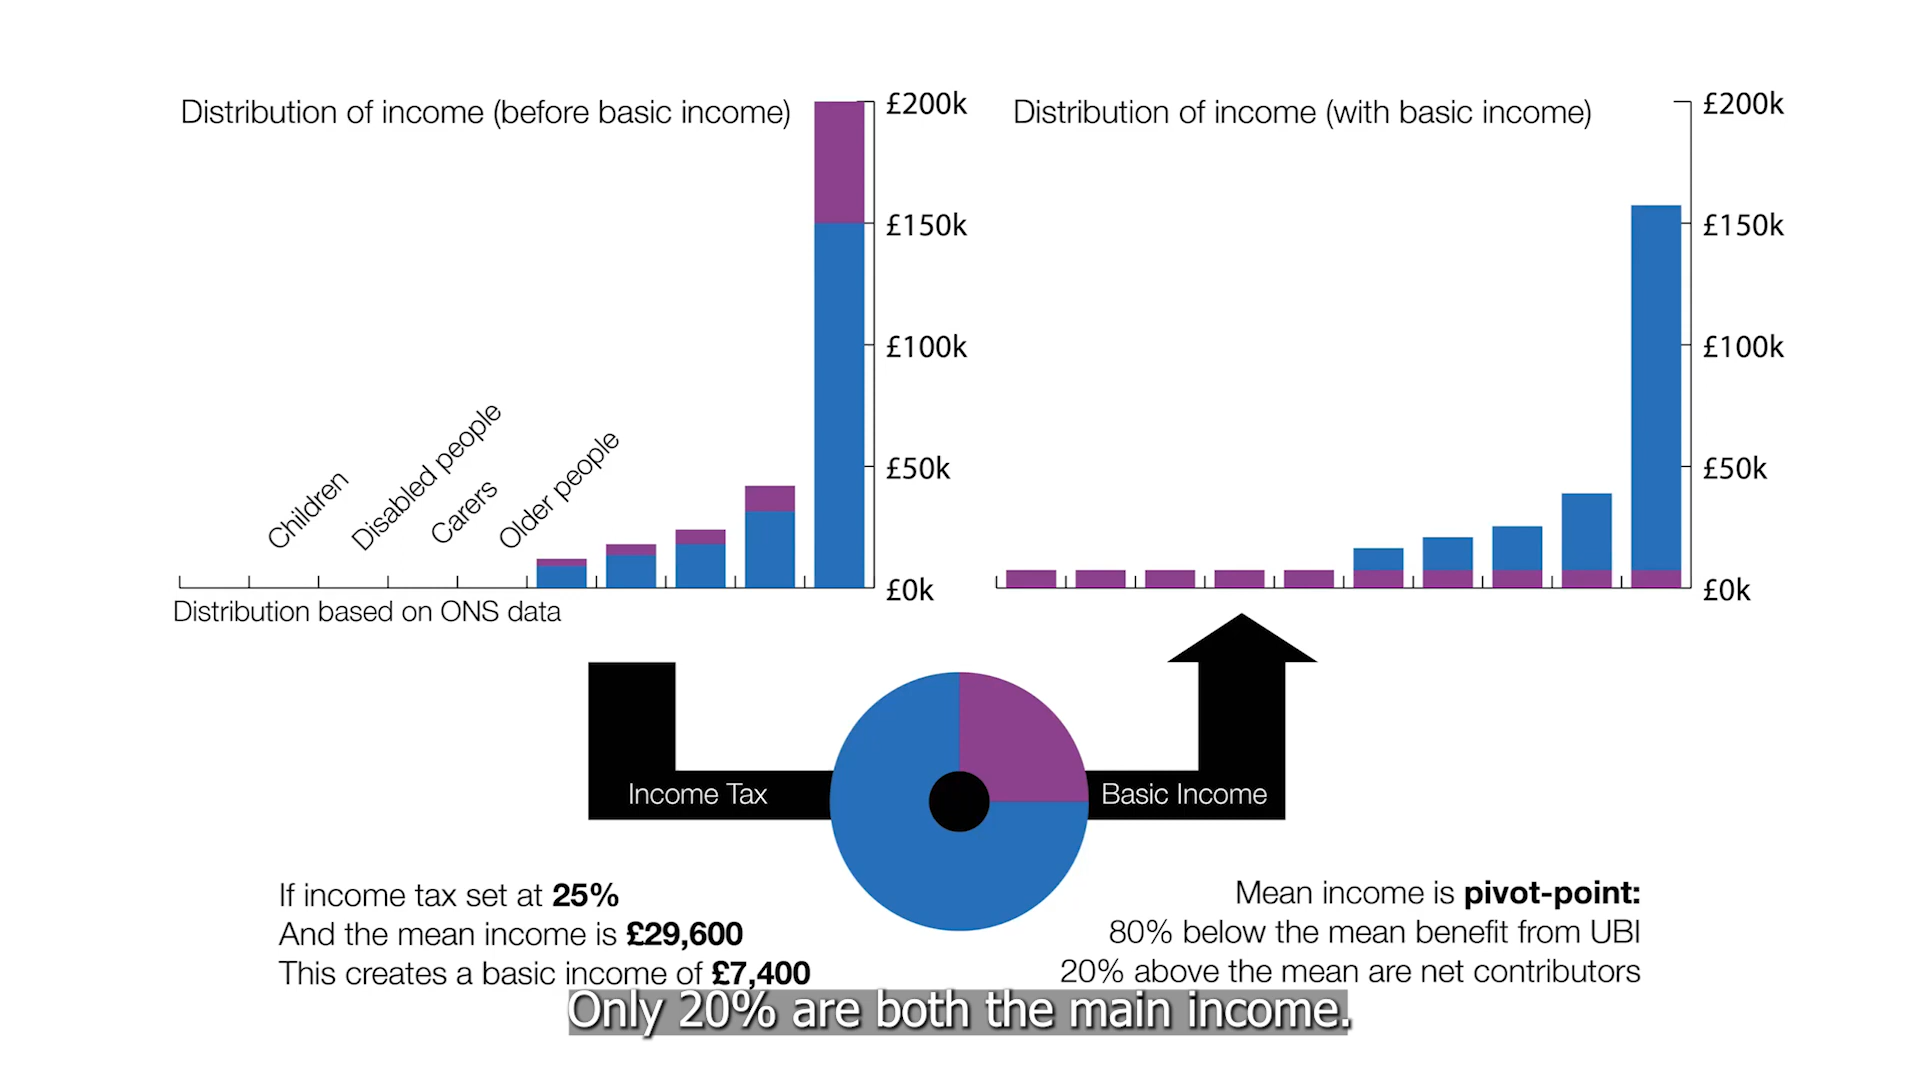 Distribution of income (before basic income)
£200k
£150k
£100k
£50k
£0k
Children
Disabled people
Carers
Older people
Distribution based on ONS data
Distribution of income (with basic income)
£200k
£150k
£100k
£50k
£0k
Income Tax
Basic Income
If income tax set at 25%
And the mean income is £29,600
This creates a basic income of £7,400
Mean income is pivot-point:
80% below the mean benefit from UBI
20% above the mean are net contributors
Only 20% are both the main income.